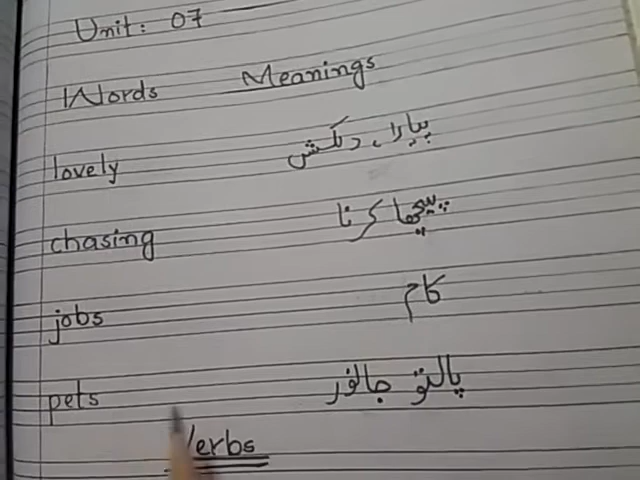 Unit: 07
Words Meanings
lovely پیارا، دلکش
chasing پیچھا کرنا
jobs کام
pets پالتو جانور
Verbs